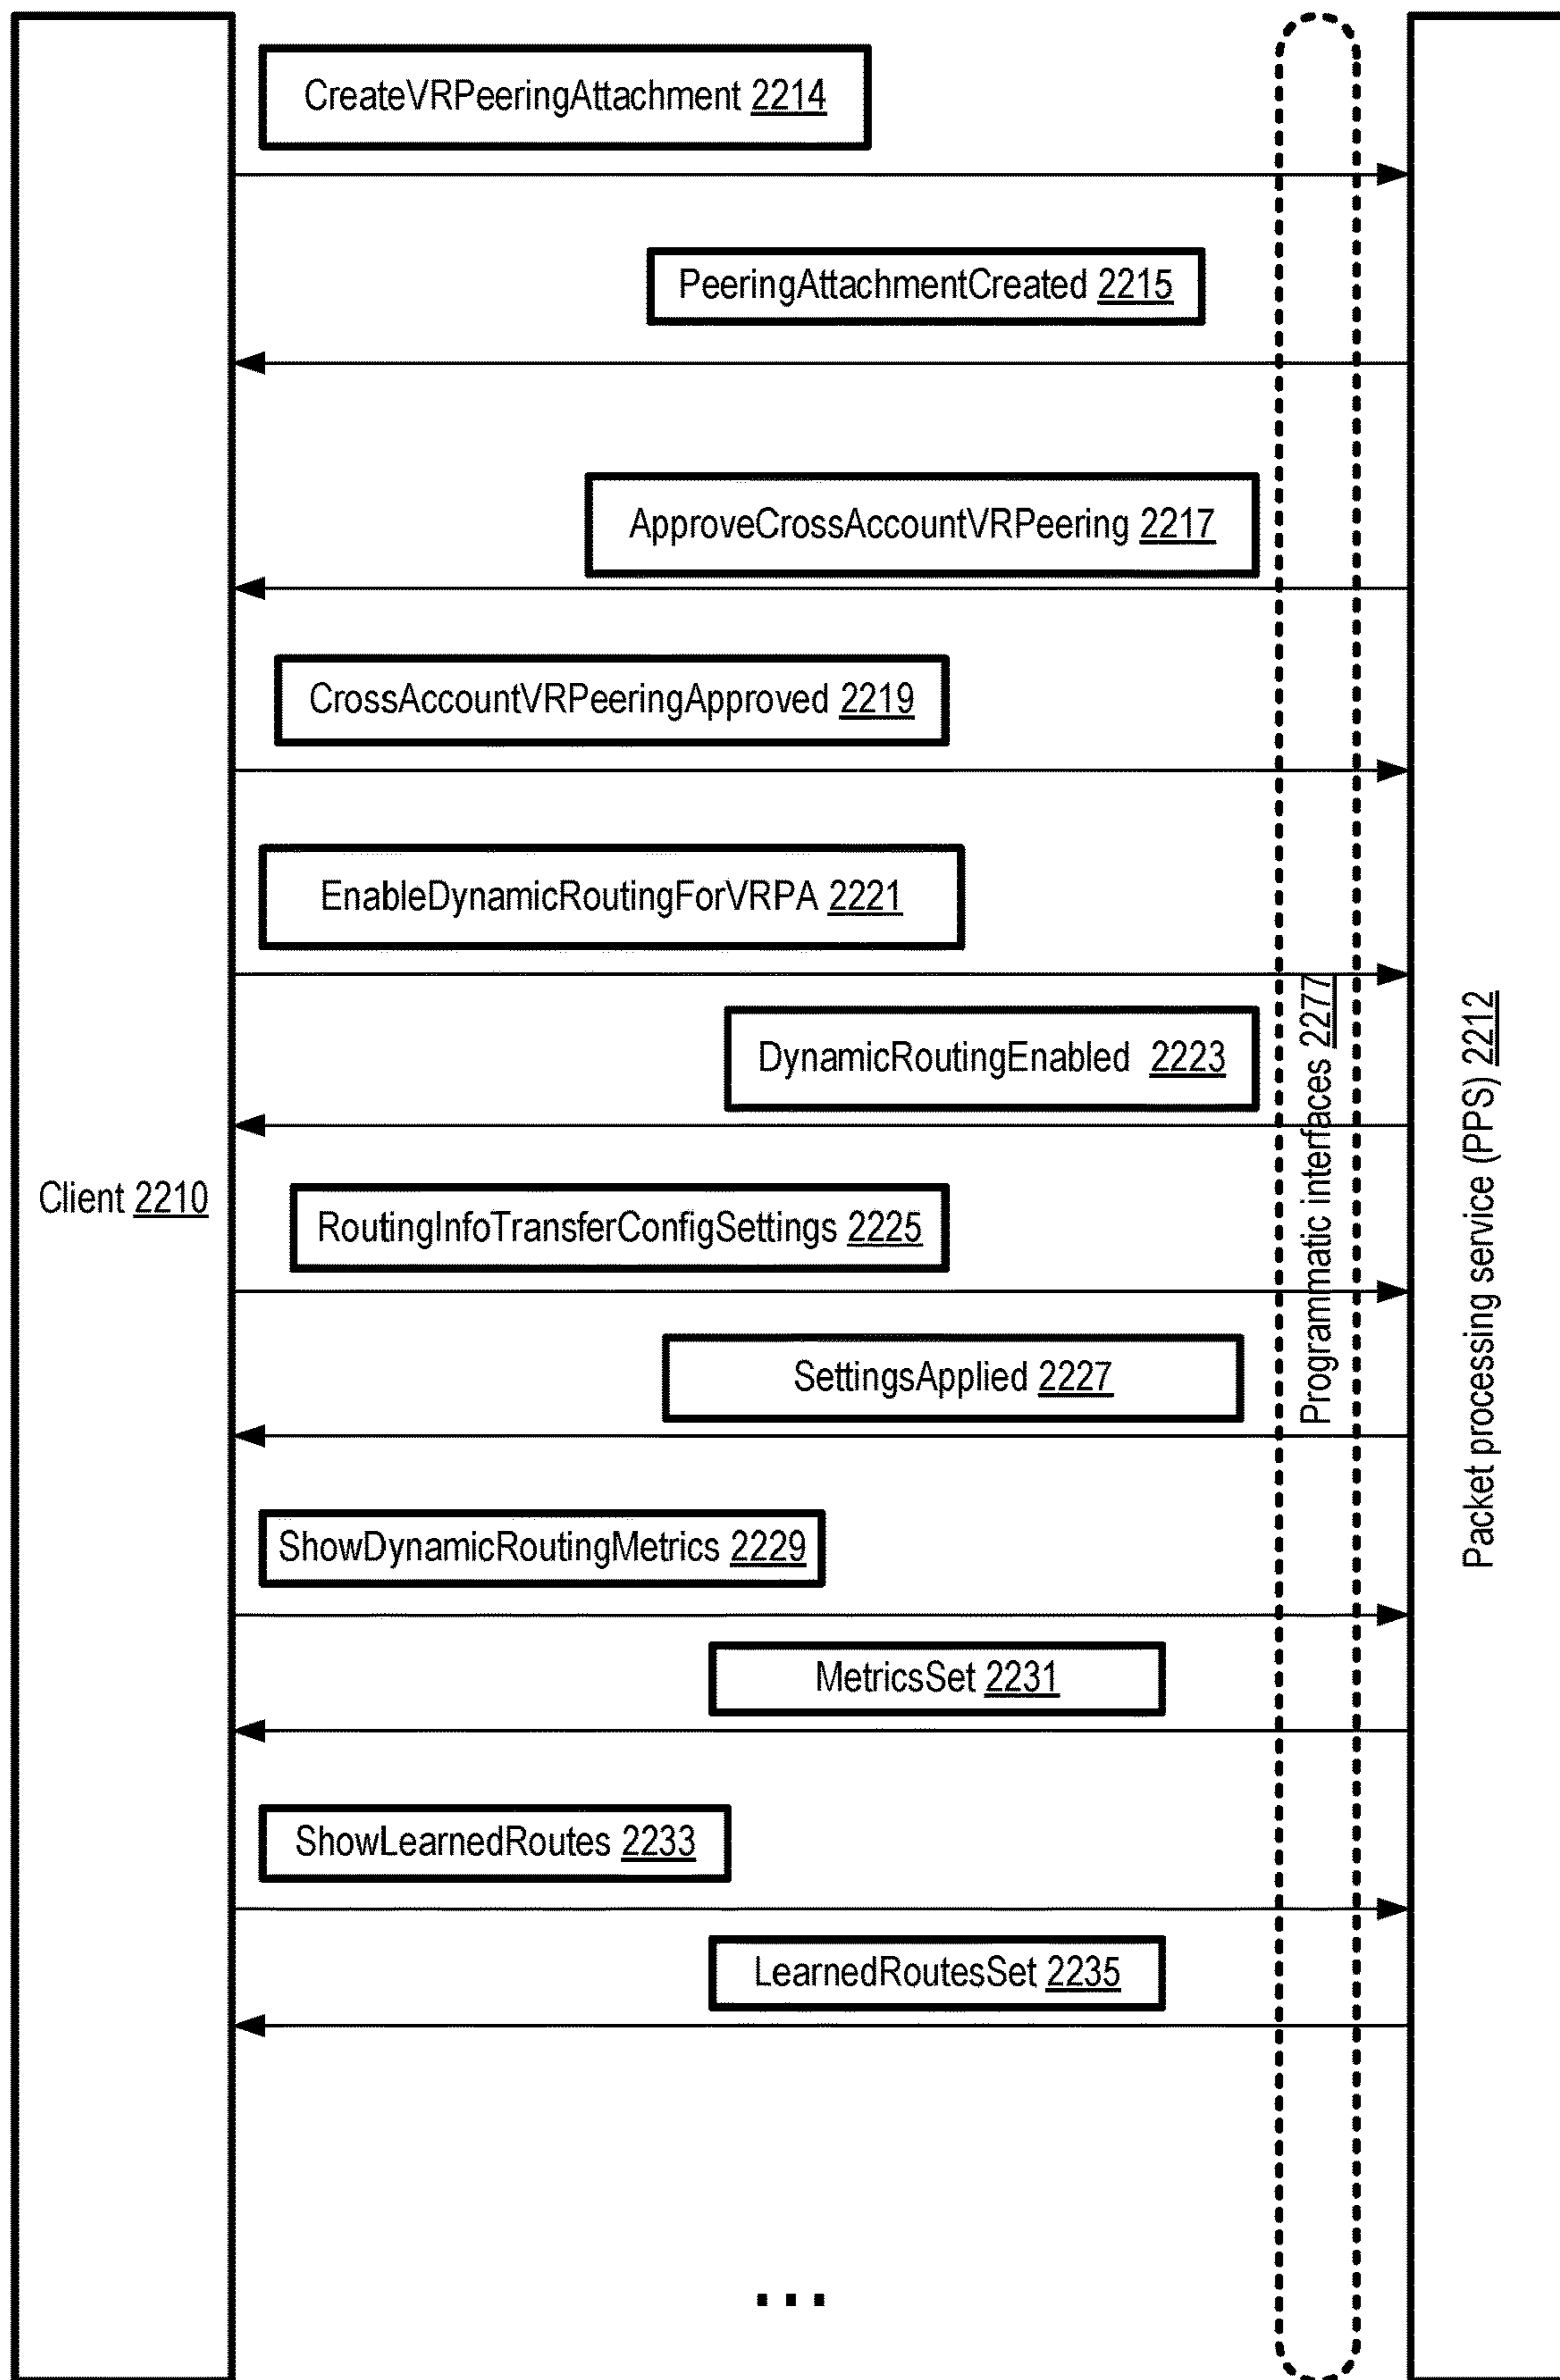 CreateVRPeeringAttachment 2214
PeeringAttachmentCreated 2215
ApproveCrossAccountVRPeering 2217
CrossAccountVRPeeringApproved 2219
EnableDynamicRoutingForVRPA 2221
DynamicRoutingEnabled 2223
Client 2210
RoutingInfoTransferConfigSettings 2225
Programmatic interfaces 2277
Packet processing service (PPS) 2212
SettingsApplied 2227
ShowDynamicRoutingMetrics 2229
MetricsSet 2231
ShowLearnedRoutes 2233
LearnedRoutesSet 2235
...